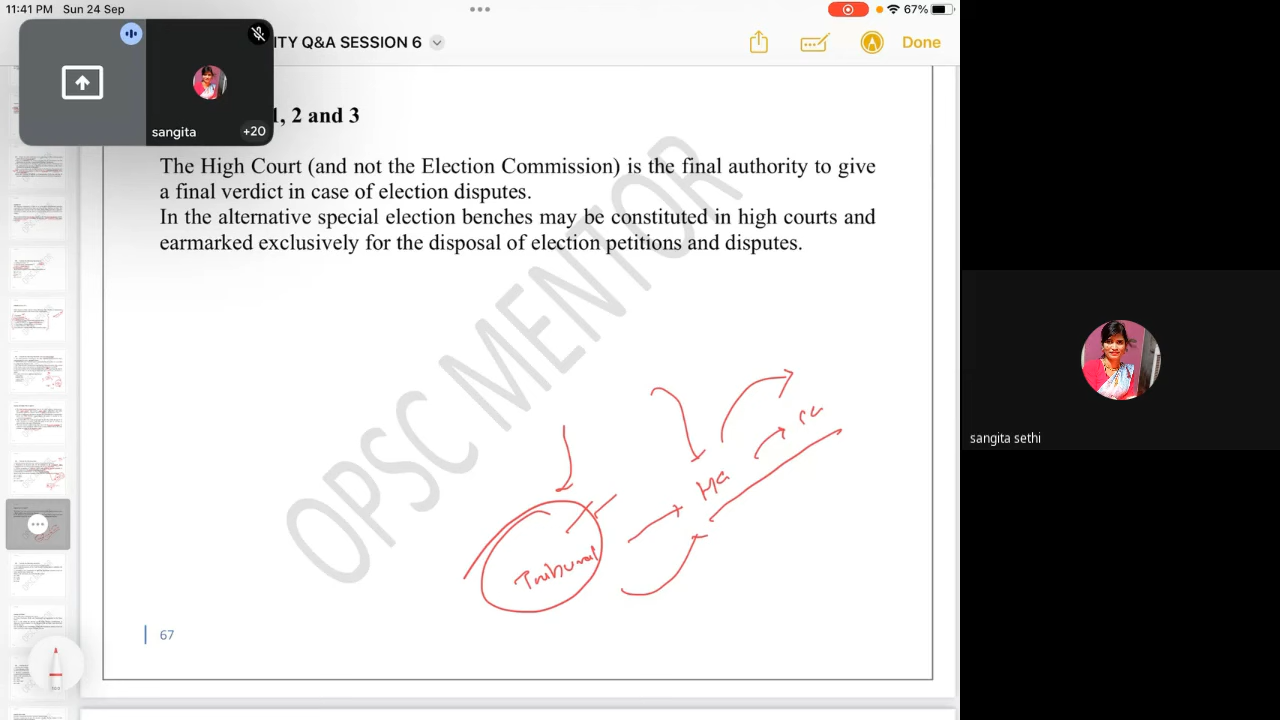 11:41 PM Sun 24 Sep
67%
ITY Q&A SESSION 6
Done
sangita
+20
1, 2 and 3
The High Court (and not the Election Commission) is the final authority to give
a final verdict in case of election disputes.
In the alternative special election benches may be constituted in high courts and
earmarked exclusively for the disposal of election petitions and disputes.
OPSC MENTOR
sangita sethi
Tribunal
67